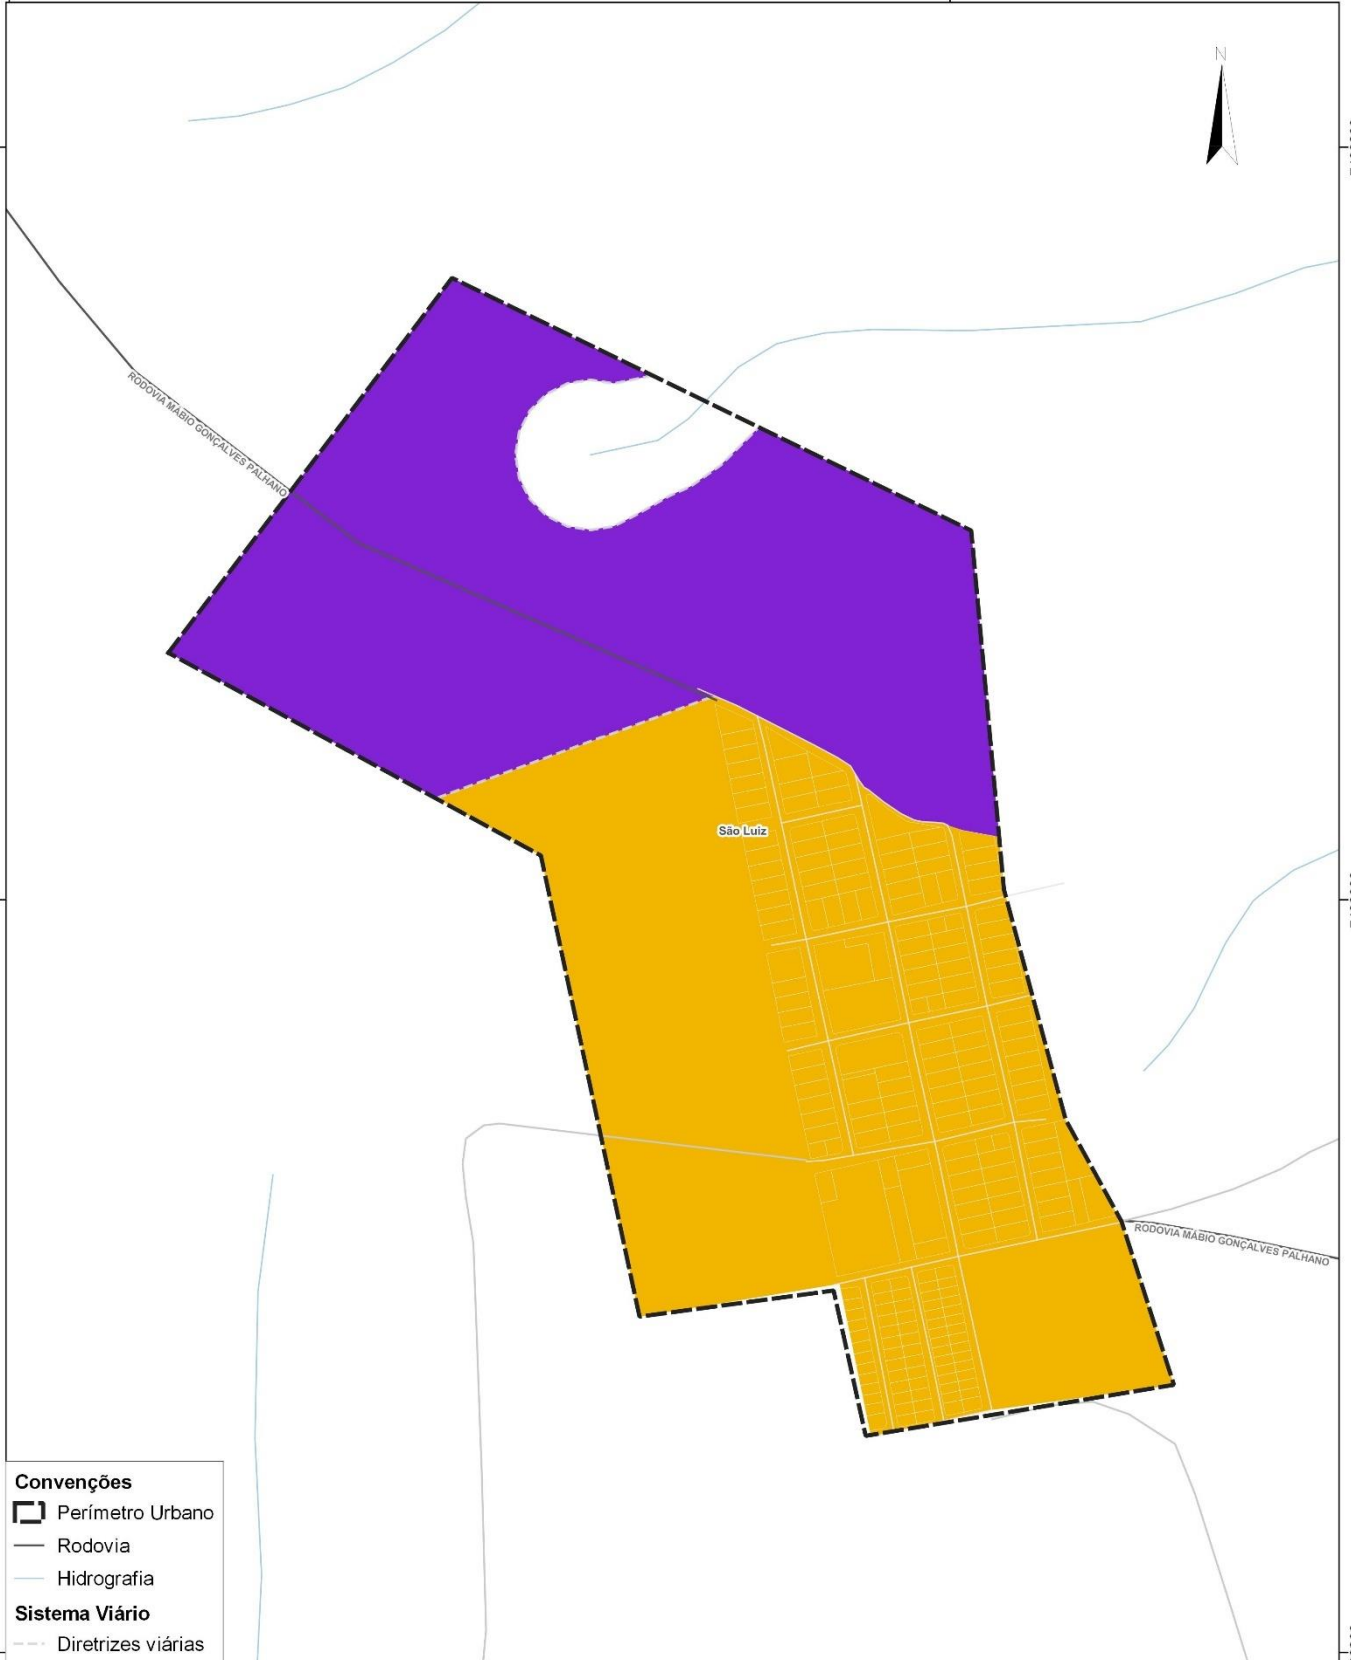 N
RODOVIA MÁBIO GONÇALVES PALHANO
São Luiz
RODOVIA MÁBIO GONÇALVES PALHANO
Convenções
Perímetro Urbano
Rodovia
Hidrografia
Sistema Viário
Diretrizes viárias